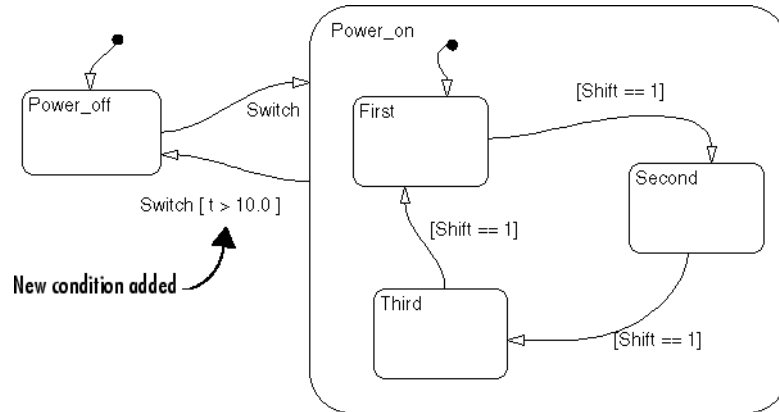 Power_on
Power_off
Switch
First
[Shift == 1]
Second
Switch [ t > 10.0 ]
[Shift == 1]
New condition added
Third
[Shift == 1]